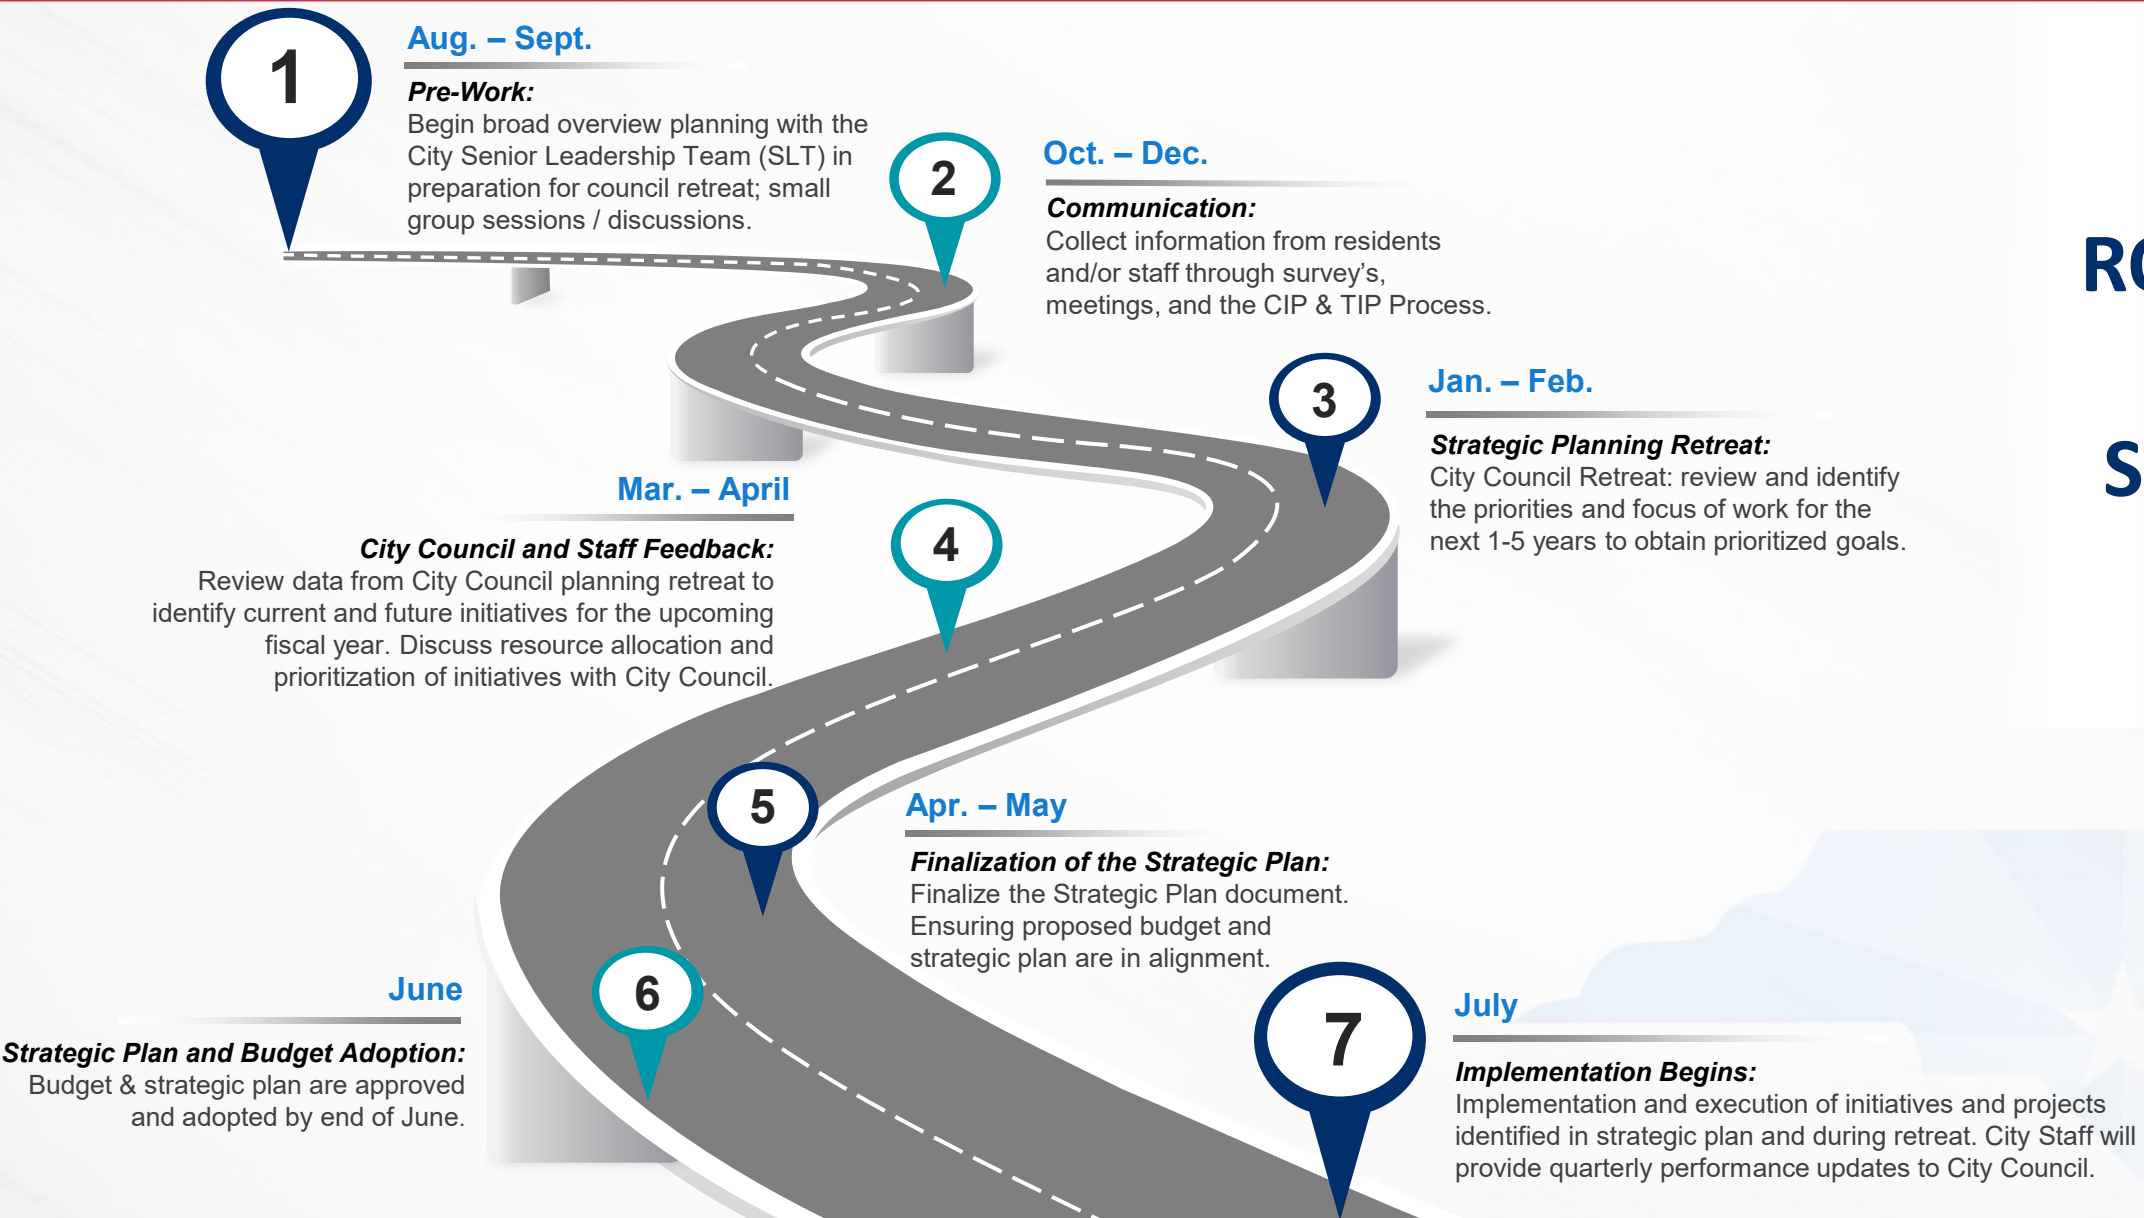 1
Aug. – Sept.
Pre-Work:
Begin broad overview planning with the
City Senior Leadership Team (SLT) in
preparation for council retreat; small
group sessions / discussions.
2
Oct. – Dec.
Communication:
Collect information from residents
and/or staff through survey’s,
meetings, and the CIP & TIP Process.
3
Jan. – Feb.
Strategic Planning Retreat:
City Council Retreat: review and identify
the priorities and focus of work for the
next 1-5 years to obtain prioritized goals.
4
Mar. – April
City Council and Staff Feedback:
Review data from City Council planning retreat to
identify current and future initiatives for the upcoming
fiscal year. Discuss resource allocation and
prioritization of initiatives with City Council.
5
Apr. – May
Finalization of the Strategic Plan:
Finalize the Strategic Plan document.
Ensuring proposed budget and
strategic plan are in alignment.
6
June
Strategic Plan and Budget Adoption:
Budget & strategic plan are approved
and adopted by end of June.
7
July
Implementation Begins:
Implementation and execution of initiatives and projects
identified in strategic plan and during retreat. City Staff will
provide quarterly performance updates to City Council.